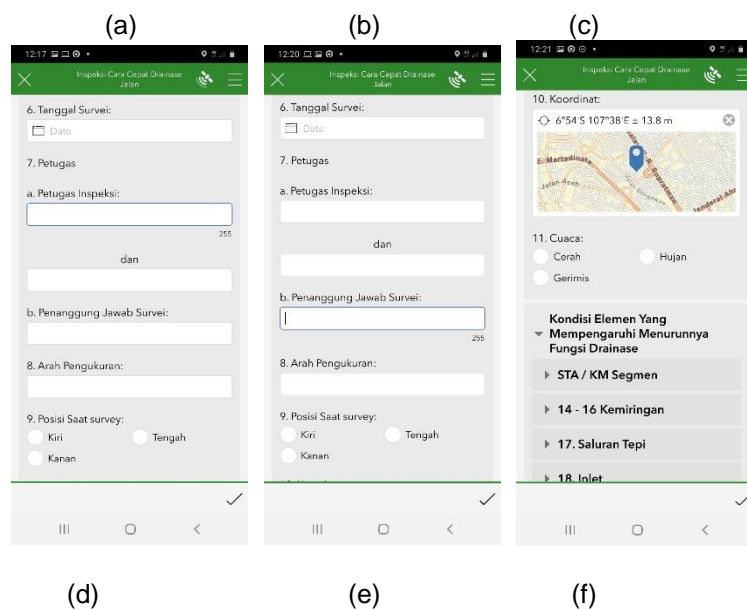 (a)
(b)
(c)
12:17
Inspeksi Cara Cepat Drainase
Jalan
6. Tanggal Survei:
Date
7. Petugas
a. Petugas Inspeksi:
255
dan
b. Penanggung Jawab Survei:
8. Arah Pengukuran:
9. Posisi Saat survey:
Kiri
Tengah
Kanan
12:20
Inspeksi Cara Cepat Drainase
Jalan
6. Tanggal Survei:
Date
7. Petugas
a. Petugas Inspeksi:
dan
b. Penanggung Jawab Survei:
255
8. Arah Pengukuran:
9. Posisi Saat survey:
Kiri
Tengah
Kanan
12:21
Inspeksi Cara Cepat Drainase
Jalan
10. Koordinat:
6°54'S 107°38'E ± 13.8 m
E. Martadinata
Jalan Aceh
R. Supratman
11. Cuaca:
Cerah
Hujan
Gerimis
Kondisi Elemen Yang
Mempengaruhi Menurunnya
Fungsi Drainase
STA / KM Segmen
14 - 16 Kemiringan
17. Saluran Tepi
18. Inlet
(d)
(e)
(f)